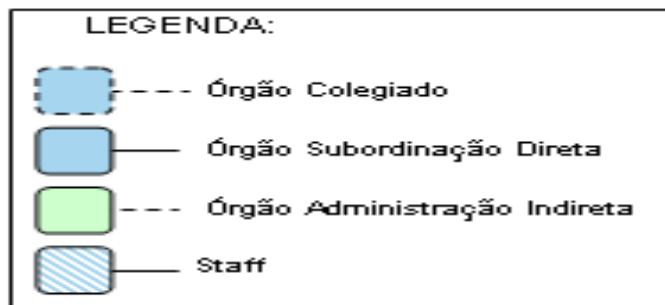 LEGENDA:
Órgão Colegiado
Órgão Subordinação Direta
Órgão Administração Indireta
Staff